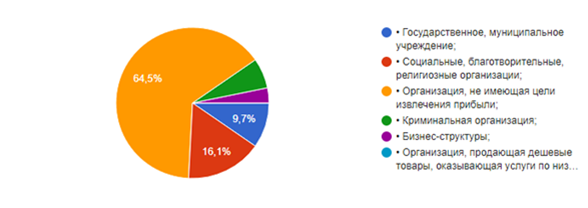 64,5%
9,7%
16,1%
• Государственное, муниципальное
учреждение;
• Социальные, благотворительные,
религиозные организации;
• Организация, не имеющая цели
извлечения прибыли;
• Криминальная организация;
• Бизнес-структуры;
• Организация, продающая дешевые
товары, оказывающая услуги по низ…